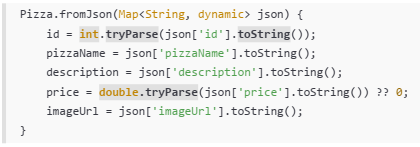 Pizza.fromJson(Map<String, dynamic> json) {
    id = int.tryParse(json['id'].toString());
    pizzaName = json['pizzaName'].toString();
    description = json['description'].toString();
    price = double.tryParse(json['price'].toString()) ?? 0;
    imageUrl = json['imageUrl'].toString();
}